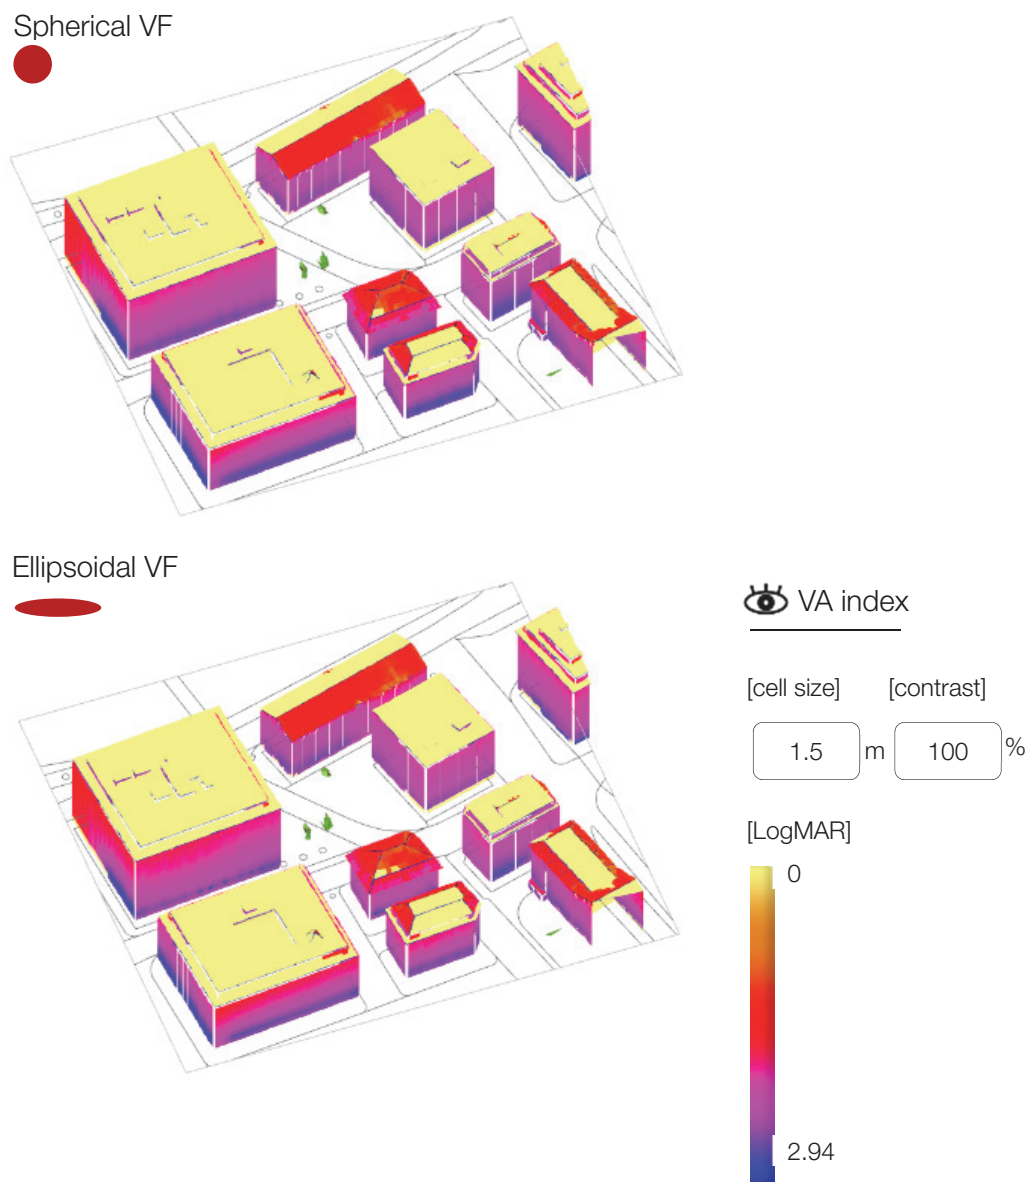 Spherical VF
Ellipsoidal VF
VA index
[cell size] [contrast]
1.5 m 100 %
[LogMAR]
0
2.94